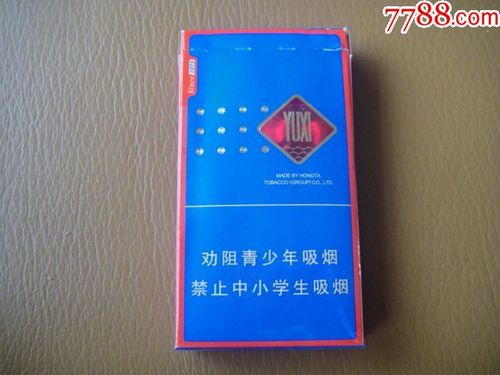 7788.com
Since 1974
YUXI
MADE BY HONGTA
TOBACCO (GROUP) CO., LTD.
劝阻青少年吸烟
禁止中小学生吸烟